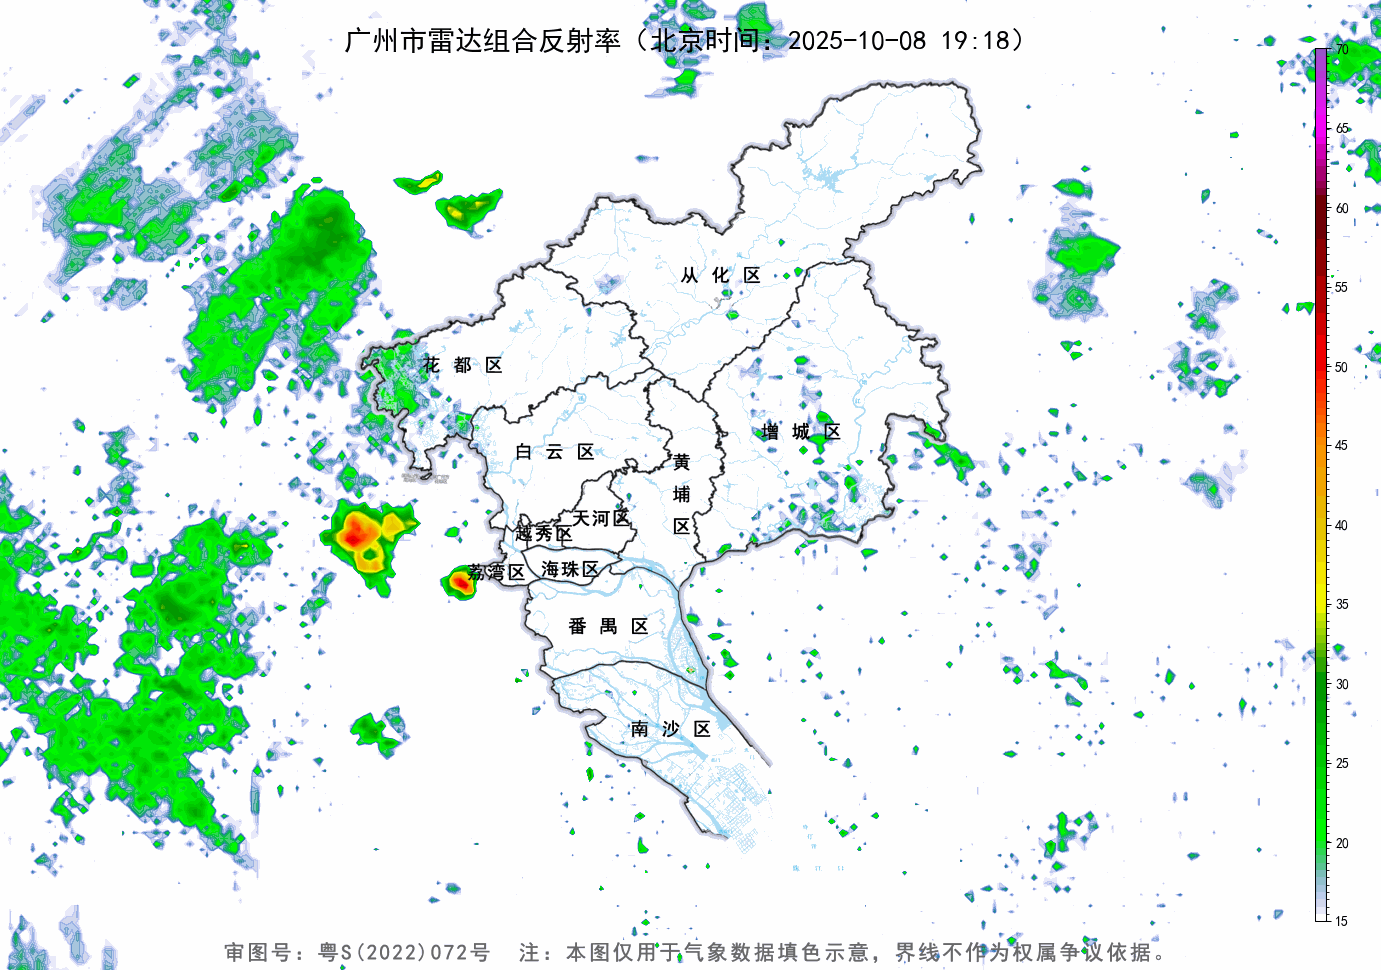 广州市雷达组合反射率（北京时间：2025-10-08 19:18）
70
65
60
55
50
45
40
35
30
25
20
15
从化区
花都区
增城区
白云区
黄埔区
天河区
越秀区
荔湾区
海珠区
番禺区
南沙区
审图号：粤S(2022)072号 注：本图仅用于气象数据填色示意，界线不作为权属争议依据。